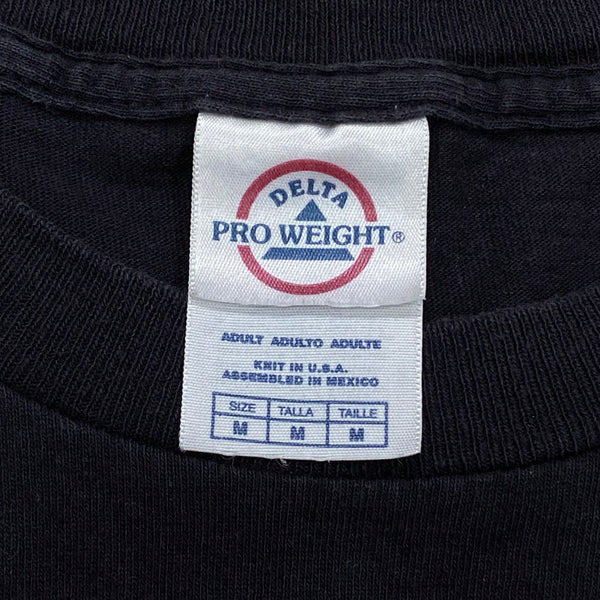 DELTA
PRO WEIGHT®
ADULT ADULTO ADULTE
KNIT IN U.S.A.
ASSEMBLED IN MEXICO
SIZE TALLA TAILLE
M M M